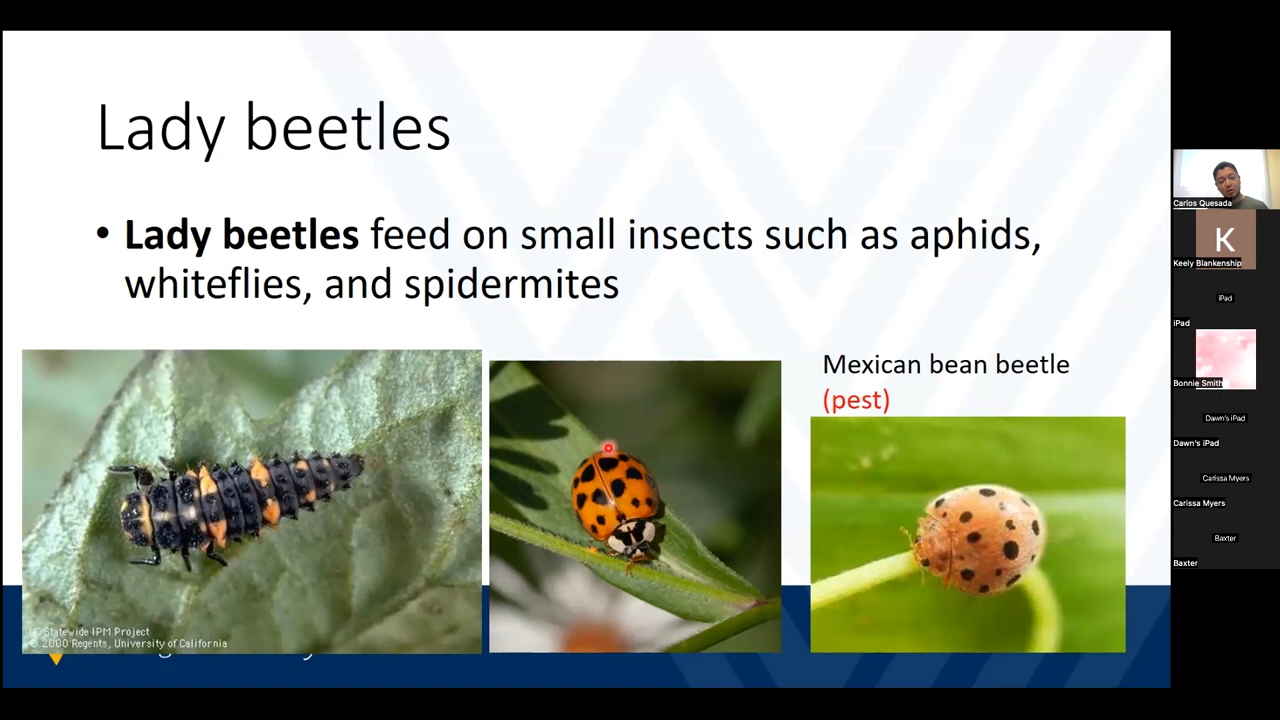 Lady beetles
• Lady beetles feed on small insects such as aphids,
whiteflies, and spidermites
Mexican bean beetle
(pest)
Statewide IPM Project
© 2000 Regents, University of California
Carlos Quesada
K
Keely Blankenship
iPad
iPad
Bonnie Smith
Dawn's iPad
Dawn's iPad
Carissa Myers
Carissa Myers
Baxter
Baxter